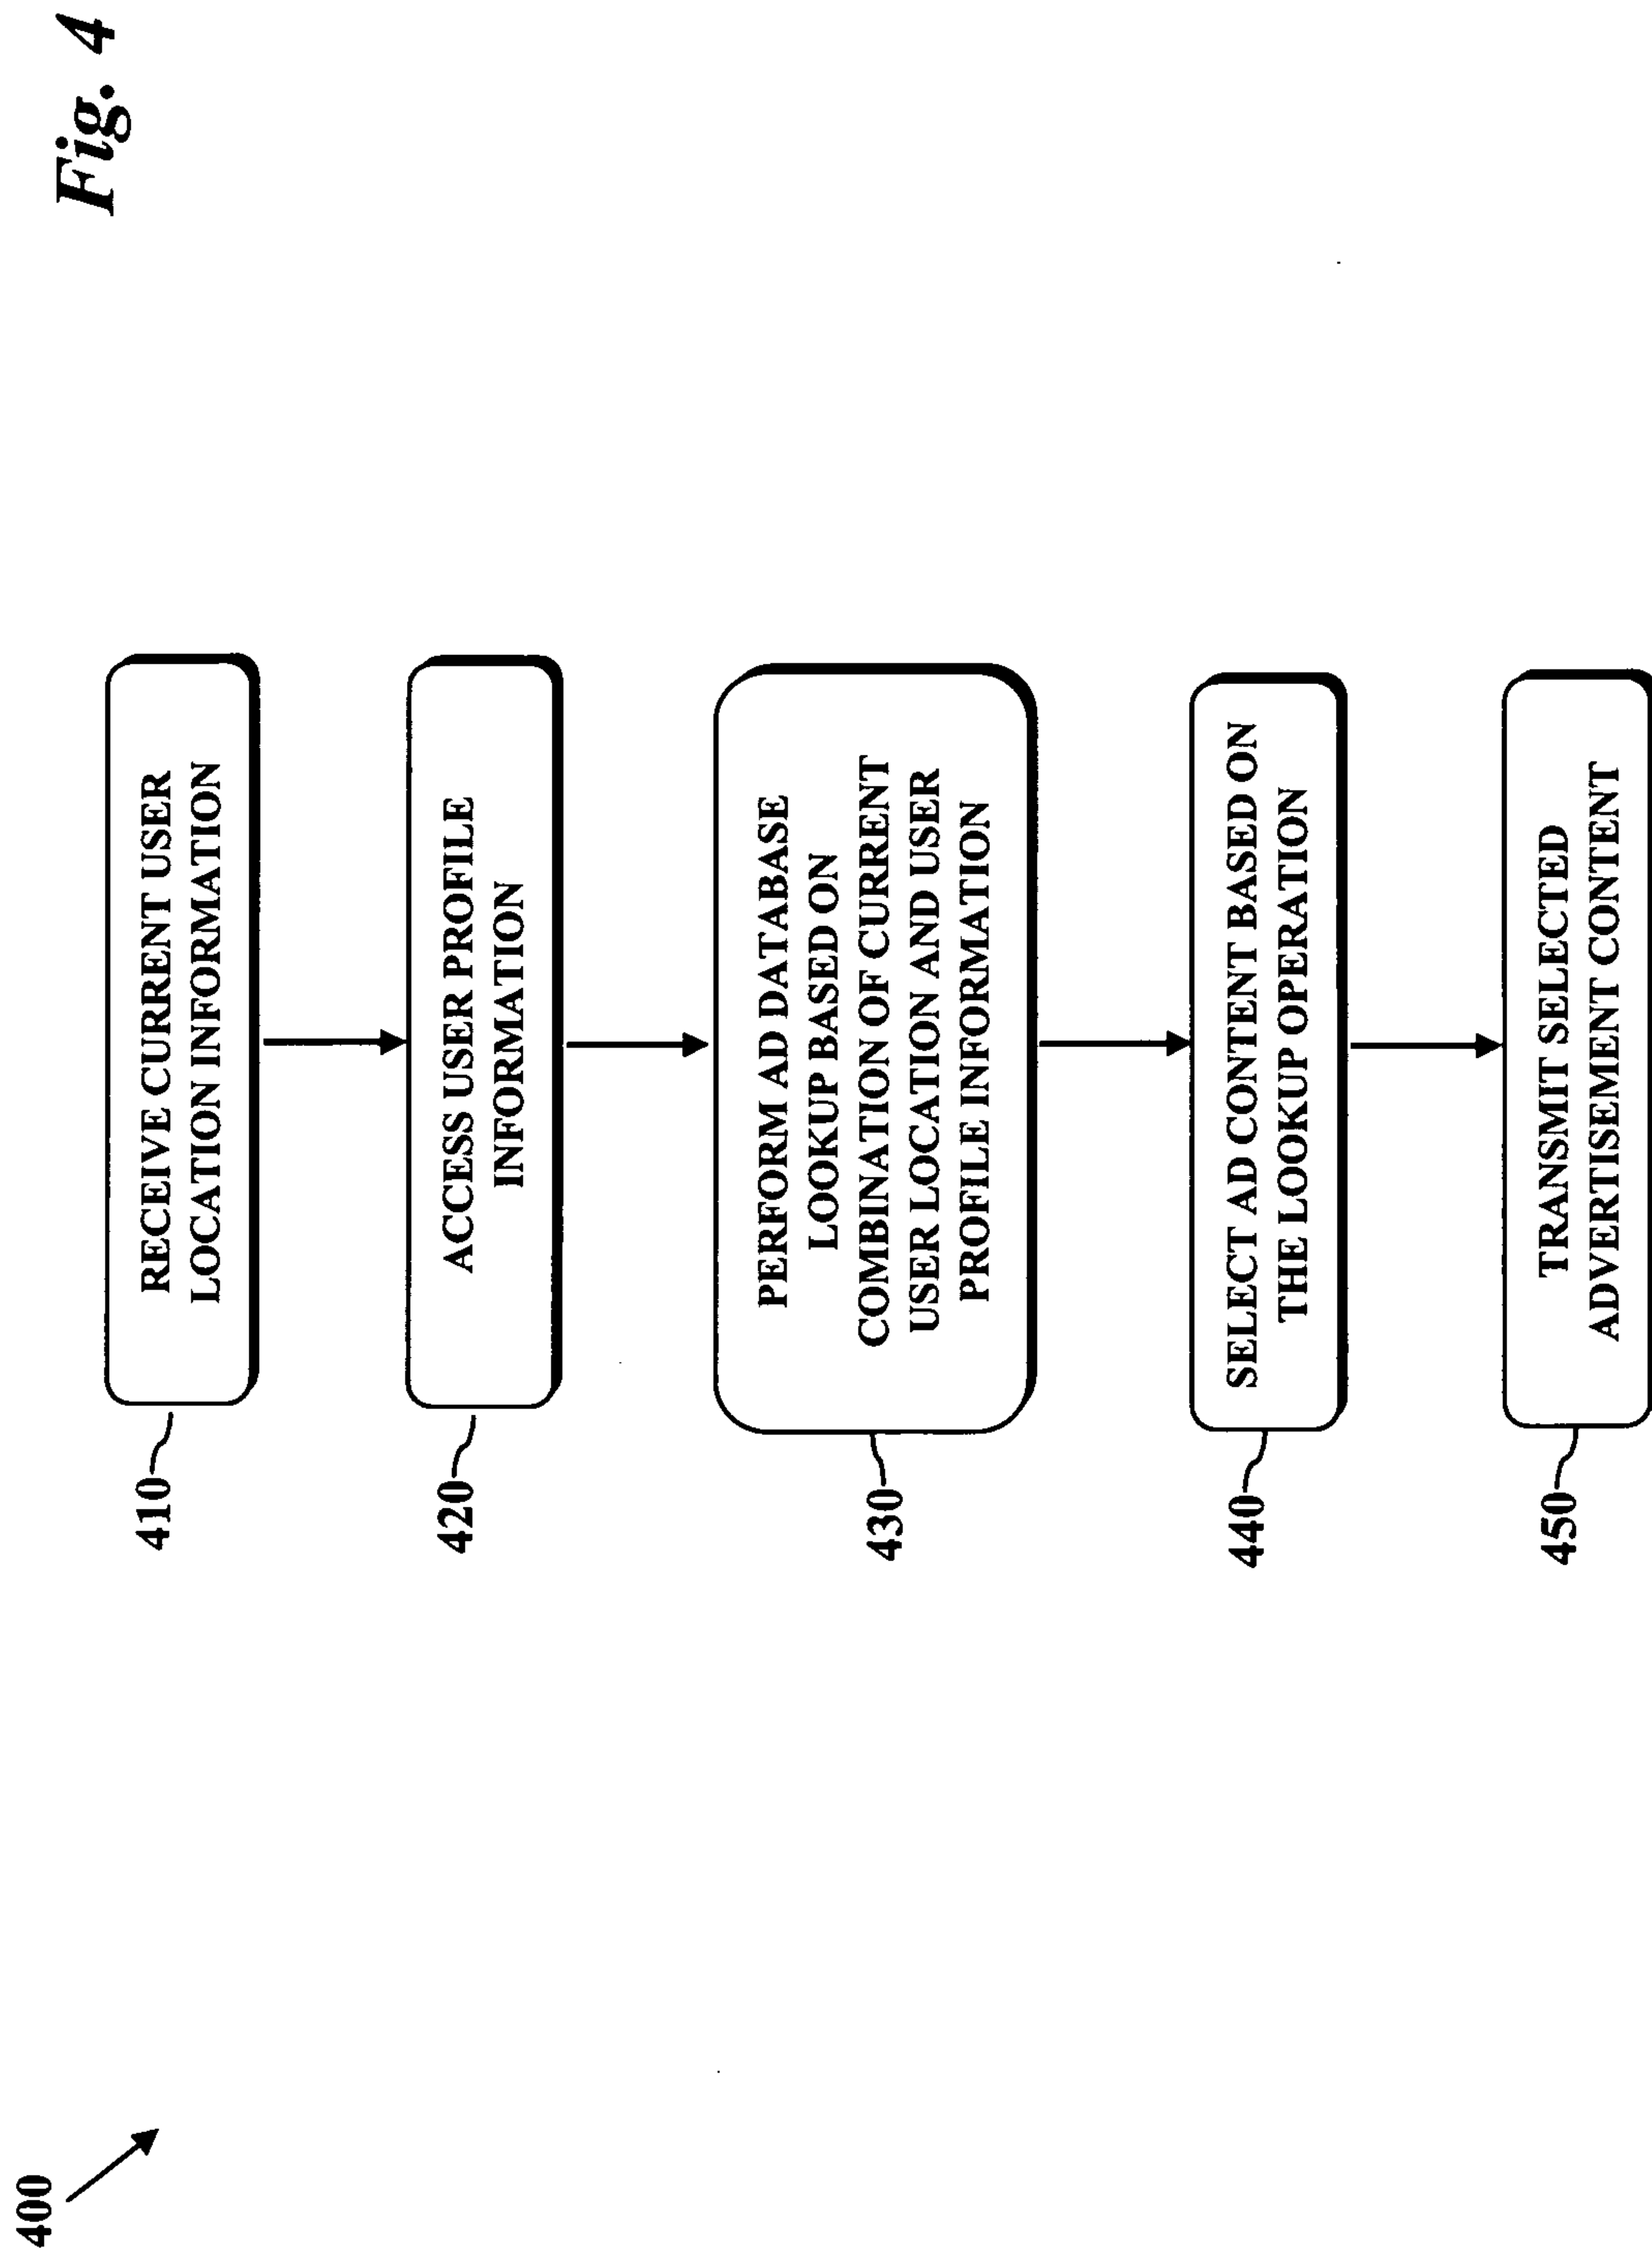 Fig. 4
400
410
RECEIVE CURRENT USER
LOCATION INFORMATION
420
ACCESS USER PROFILE
INFORMATION
430
PERFORM AD DATABASE
LOOKUP BASED ON
COMBINATION OF CURRENT
USER LOCATION AND USER
PROFILE INFORMATION
440
SELECT AD CONTENT BASED ON
THE LOOKUP OPERATION
450
TRANSMIT SELECTED
ADVERTISEMENT CONTENT